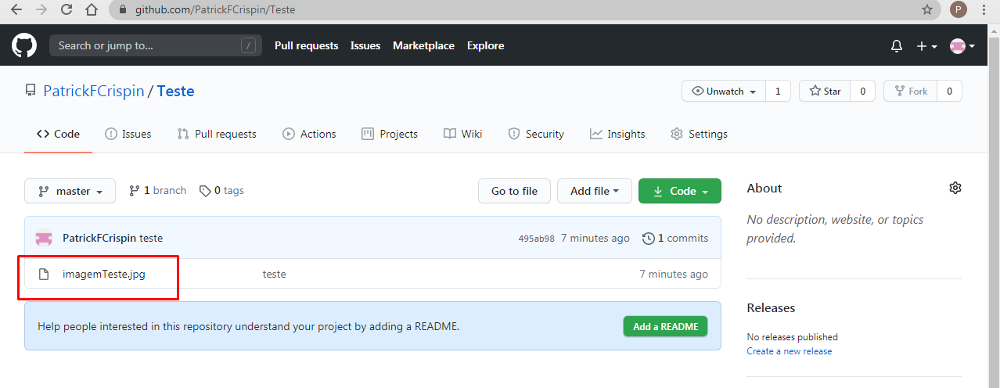 github.com/PatrickFCrispin/Teste
P
Search or jump to... /
Pull requests Issues Marketplace Explore
PatrickFCrispin / Teste
Unwatch 1 Star 0 Fork 0
Code Issues Pull requests Actions Projects Wiki Security Insights Settings
master 1 branch 0 tags
Go to file Add file Code
PatrickFCrispin teste 495ab98 7 minutes ago 1 commits
imagemTeste.jpg teste 7 minutes ago
Help people interested in this repository understand your project by adding a README. Add a README
About
No description, website, or topics
provided.
Releases
No releases published
Create a new release